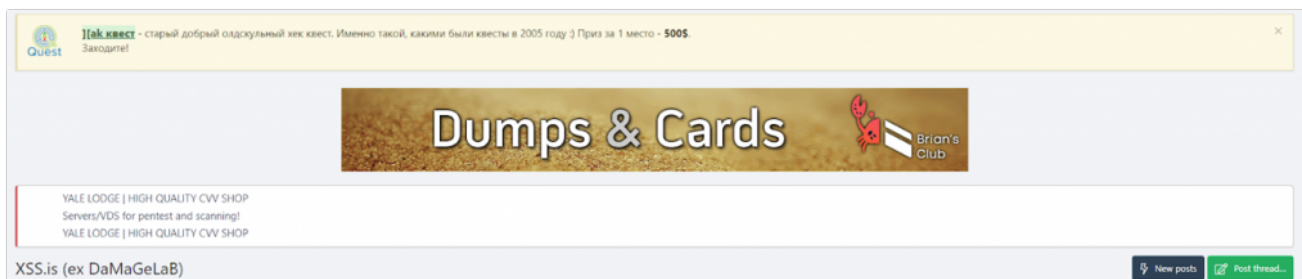 ][ak квест - старый добрый олдскульный хек квест. Именно такой, какими были квесты в 2005 году :) Приз за 1 место - 500$.
Заходите!
Quest
Dumps & Cards
Brian's
Club
YALE LODGE | HIGH QUALITY CVV SHOP
Servers/VDS for pentest and scanning!
YALE LODGE | HIGH QUALITY CVV SHOP
XSS.is (ex DaMaGeLaB)
New posts
Post thread...